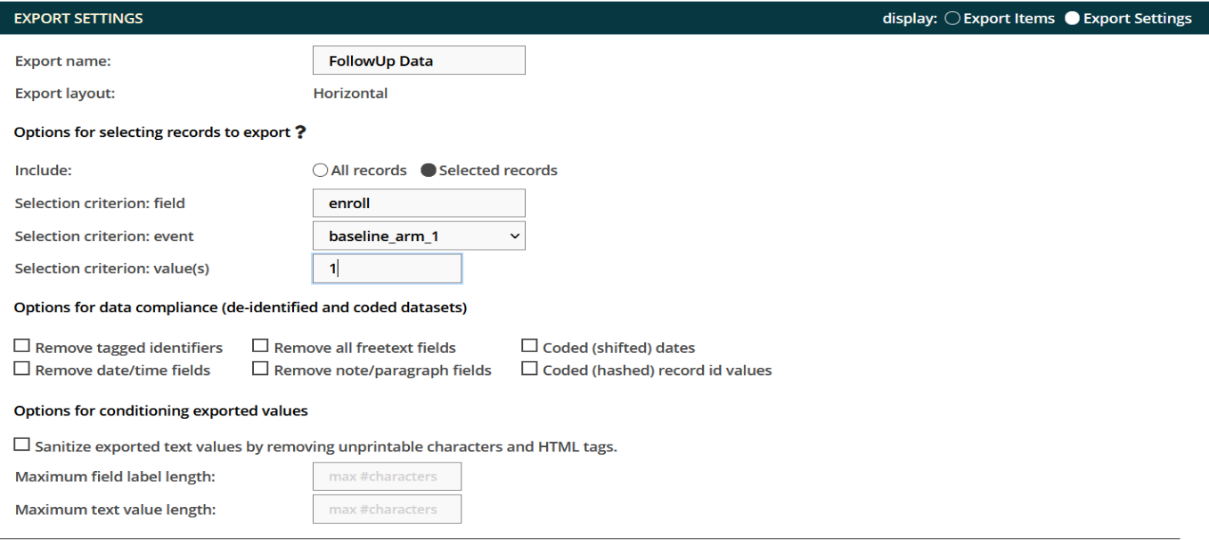 EXPORT SETTINGS display: Export Items Export Settings
Export name: FollowUp Data
Export layout: Horizontal
Options for selecting records to export ?
Include: All records Selected records
Selection criterion: field enroll
Selection criterion: event baseline_arm_1
Selection criterion: value(s) 1
Options for data compliance (de-identified and coded datasets)
Remove tagged identifiers Remove all freetext fields Coded (shifted) dates
Remove date/time fields Remove note/paragraph fields Coded (hashed) record id values
Options for conditioning exported values
Sanitize exported text values by removing unprintable characters and HTML tags.
Maximum field label length: max #characters
Maximum text value length: max #characters